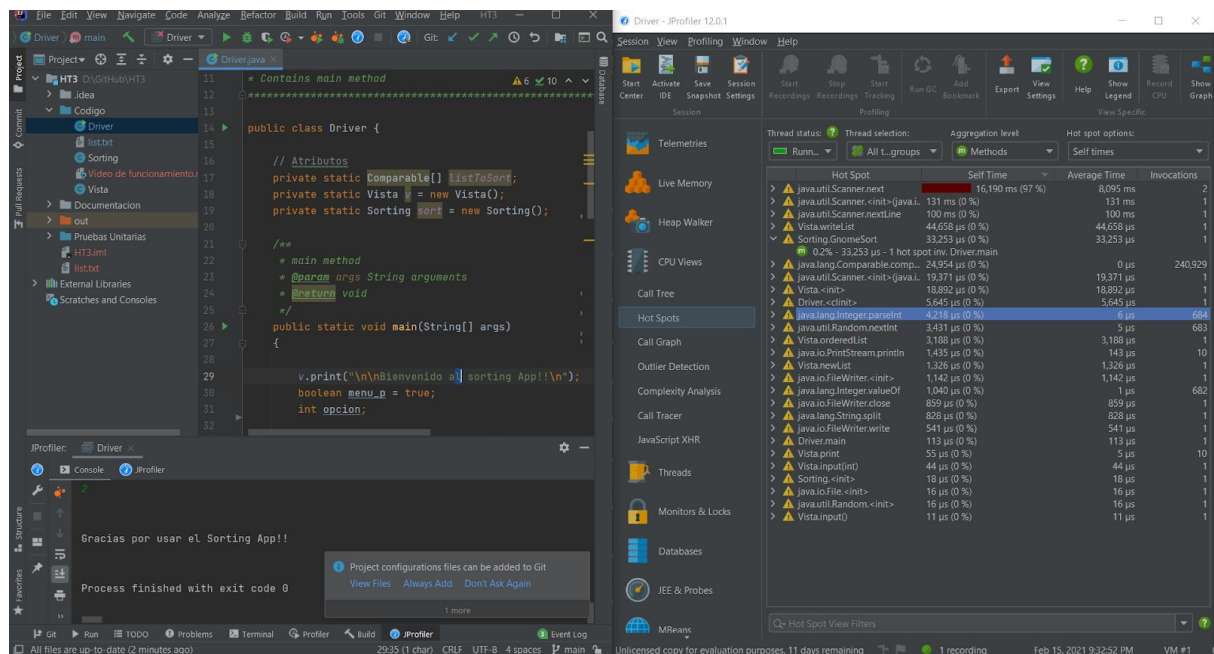 File Edit View Navigate Code Analyze Refactor Build Run Tools Git Window Help HT3
Driver main Driver Git:
Project
Driver.java
HT3 D:\GitHub\HT3
.idea
Codigo
Driver
list.txt
Sorting
Video de funcionamiento.
Vista
Documentacion
out
Pruebas Unitarias
HT3.iml
list.txt
External Libraries
Scratches and Consoles
Project
Commit
Pull Requests
Structure
Favorites
Database
6 10
11 * Contains main method
12 ************************************************
13
14 public class Driver {
15
16 // Atributos
17 private static Comparable[] listToSort;
18 private static Vista v = new Vista();
19 private static Sorting sort = new Sorting();
20
21 /**
22 * main method
23 * @param args String arguments
24 * @return void
25 */
26 public static void main(String[] args)
27 {
28
29 v.print("\n\nBienvenido al sorting App!!\n");
30 boolean menu_p = true;
31 int opcion;
32
JProfiler: Driver
Console JProfiler
2
Gracias por usar el Sorting App!!
Process finished with exit code 0
Project configurations files can be added to Git
View Files Always Add Don't Ask Again
1 more
Git Run TODO Problems Terminal Profiler Build JProfiler 3 Event Log
All files are up-to-date (2 minutes ago) 29:35 (1 char) CRLF UTF-8 4 spaces main
Driver - JProfiler 12.0.1
Session View Profiling Window Help
Start Center
Activate IDE
Save Snapshot
Session Settings
Start Recordings
Stop Recordings
Start Tracking
Run GC
Add Bookmark
Export
View Settings
Help
Show Legend
Record CPU
Show Graph
Session Profiling View Specific
Telemetries
Live Memory
Heap Walker
CPU Views
Call Tree
Hot Spots
Call Graph
Outlier Detection
Complexity Analysis
Call Tracer
JavaScript XHR
Threads
Monitors & Locks
Databases
JEE & Probes
MBeans
Thread status: Thread selection: Aggregation level: Hot spot options:
Runn... All t...groups Methods Self times
Hot Spot Self Time Average Time Invocations
java.util.Scanner.next 16,190 ms (97 %) 8,095 ms 2
java.util.Scanner.<init>(java.i.. 131 ms (0 %) 131 ms 1
java.util.Scanner.nextLine 100 ms (0 %) 100 ms 1
Vista.writeList 44,658 µs (0 %) 44,658 µs 1
Sorting.GnomeSort 33,253 µs (0 %) 33,253 µs 1
0.2% - 33,253 µs - 1 hot spot inv. Driver.main
java.lang.Comparable.comp... 24,954 µs (0 %) 0 µs 240,929
java.util.Scanner.<init>(java.i.. 19,371 µs (0 %) 19,371 µs 1
Vista.<init> 18,892 µs (0 %) 18,892 µs 1
Driver.<clinit> 5,645 µs (0 %) 5,645 µs 1
java.lang.Integer.parseInt 4,218 µs (0 %) 6 µs 684
java.util.Random.nextInt 3,431 µs (0 %) 5 µs 683
Vista.orderedList 3,188 µs (0 %) 3,188 µs 1
java.io.PrintStream.println 1,435 µs (0 %) 143 µs 10
Vista.newList 1,326 µs (0 %) 1,326 µs 1
java.io.FileWriter.<init> 1,142 µs (0 %) 1,142 µs 1
java.lang.Integer.valueOf 1,040 µs (0 %) 1 µs 682
java.io.FileWriter.close 859 µs (0 %) 859 µs 1
java.lang.String.split 828 µs (0 %) 828 µs 1
java.io.FileWriter.write 541 µs (0 %) 541 µs 1
Driver.main 113 µs (0 %) 113 µs 1
Vista.print 55 µs (0 %) 5 µs 10
Vista.input(int) 44 µs (0 %) 44 µs 1
Sorting.<init> 18 µs (0 %) 18 µs 1
java.io.File.<init> 16 µs (0 %) 16 µs 1
java.util.Random.<init> 16 µs (0 %) 16 µs 1
Vista.input() 11 µs (0 %) 11 µs 1
Hot Spot View Filters
Unlicensed copy for evaluation purposes, 11 days remaining 1 recording Feb 15, 2021 9:32:52 PM VM #1